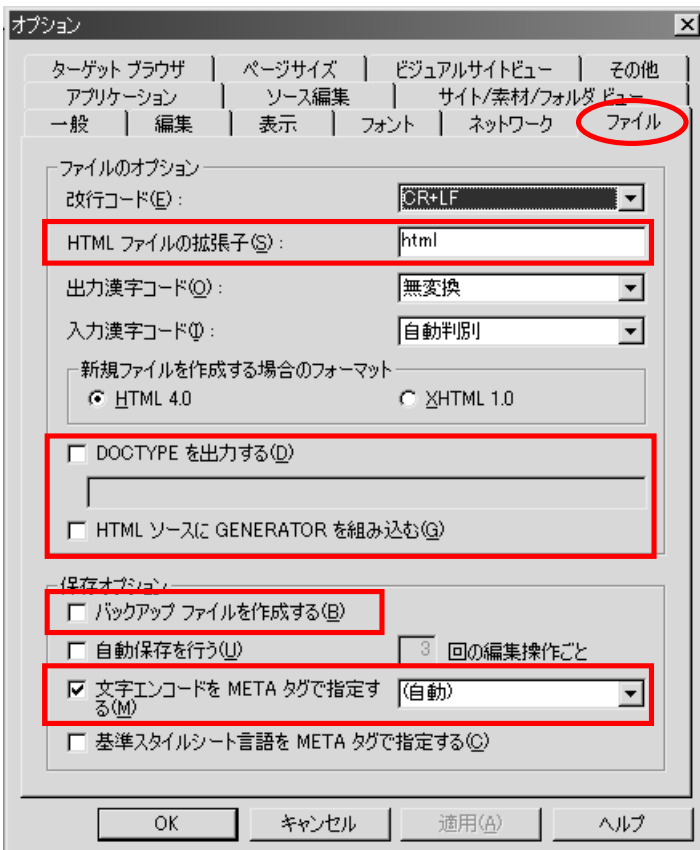 オプション
ターゲット ブラウザ ページサイズ ビジュアルサイトビュー その他
アプリケーション ソース編集 サイト/素材/フォルダ ビュー
一般 編集 表示 フォント ネットワーク ファイル
ファイルのオプション
改行コード(E) : CR+LF
HTML ファイルの拡張子(S) : html
出力漢字コード(O) : 無変換
入力漢字コード(I) : 自動判別
新規ファイルを作成する場合のフォーマット
HTML 4.0 XHTML 1.0
DOCTYPE を出力する(D)
HTML ソースに GENERATOR を組み込む(G)
保存オプション
バックアップ ファイルを作成する(B)
自動保存を行う(U) 3 回の編集操作ごと
文字エンコードを META タグで指定す (自動)
る(M)
基準スタイルシート言語を META タグで指定する(C)
OK キャンセル 適用(A) ヘルプ